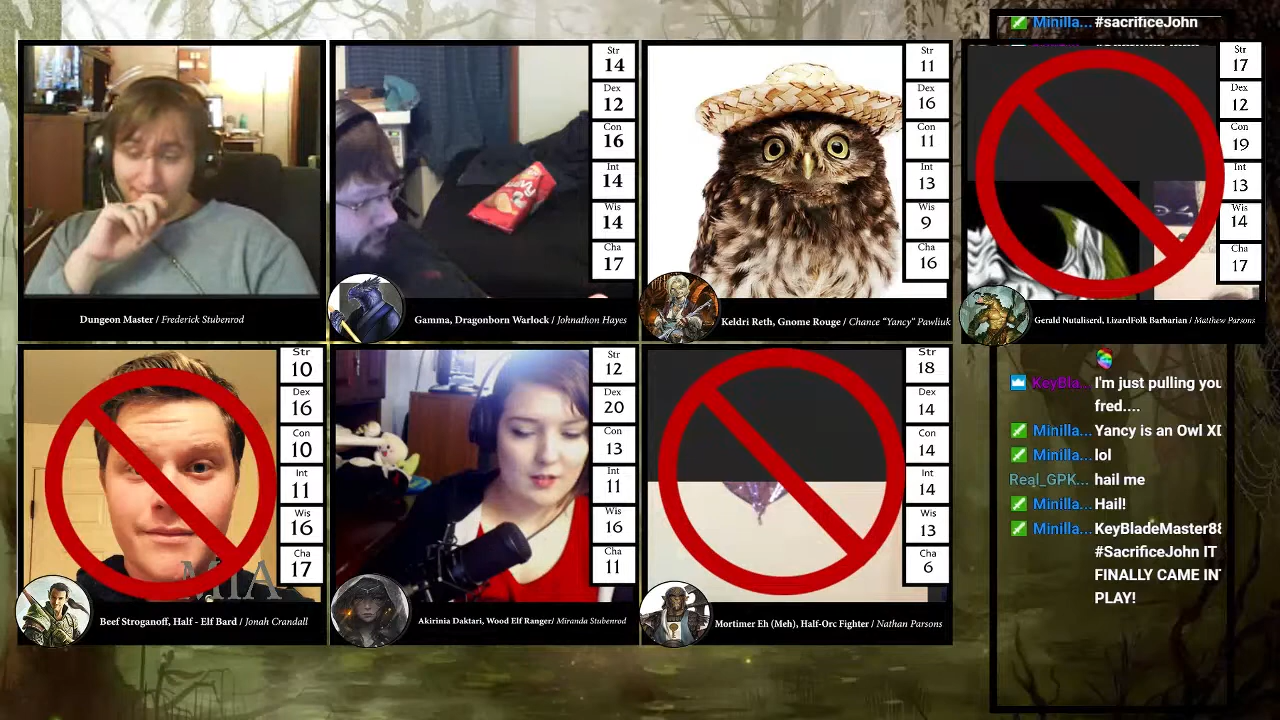 Minilla... #sacrificeJohn
Str
14
Dex
12
Con
16
Int
14
Wis
14
Cha
17
Str
11
Dex
16
Con
11
Int
13
Wis
9
Cha
16
Str
17
Dex
12
Con
19
Int
13
Wis
14
Cha
17
Dungeon Master / Frederick Stubenrod
Gamma, Dragonborn Warlock / Johnathon Hayes
Keldri Reth, Gnome Rouge / Chance "Yancy" Pawliuk
Gerald Nutaliserd, LizardFolk Barbarian / Matthew Parsons
Str
10
Dex
16
Con
10
Int
11
Wis
16
Cha
17
MIA
Str
12
Dex
20
Con
13
Int
11
Wis
16
Cha
11
Str
18
Dex
14
Con
14
Int
14
Wis
13
Cha
6
Beef Stroganoff, Half - Elf Bard / Jonah Crandall
Akirinia Daktari, Wood Elf Ranger/ Miranda Stubenrod
Mortimer Eh (Meh), Half-Orc Fighter / Nathan Parsons
KeyBla... I'm just pulling you
fred....
Minilla... Yancy is an Owl XD
Minilla... lol
Real_GPK... hail me
Minilla... Hail!
Minilla... KeyBladeMaster88
#SacrificeJohn IT
FINALLY CAME IN
PLAY!